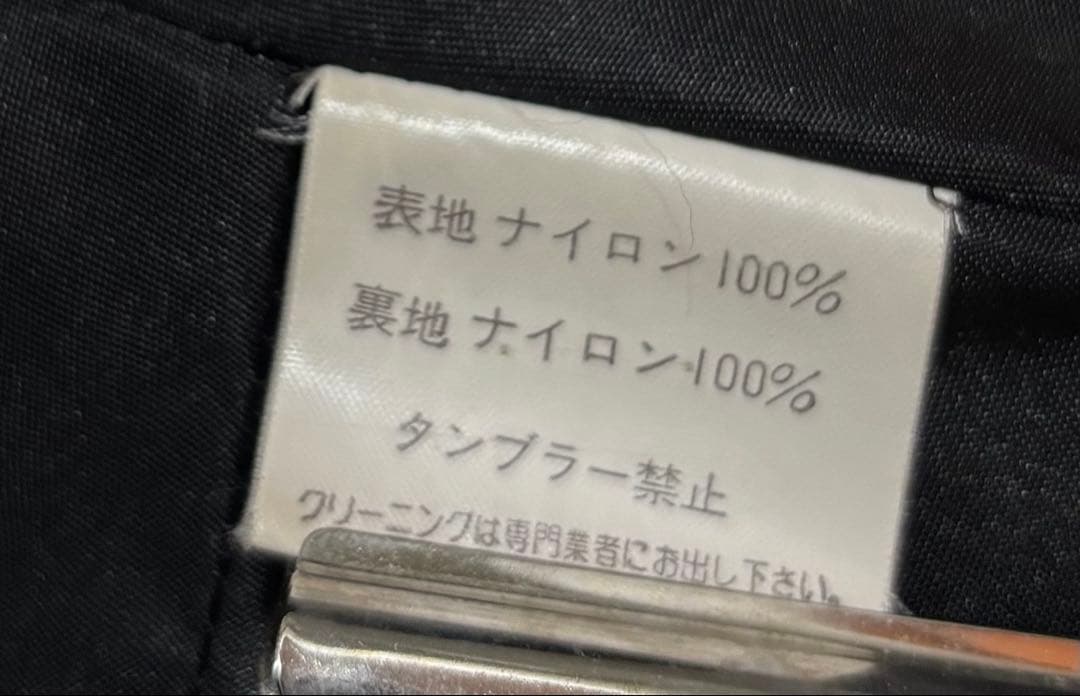 表地 ナイロン100%
裏地 ナイロン100%
タンブラー禁止
クリーニングは専門業者にお出し下さい。